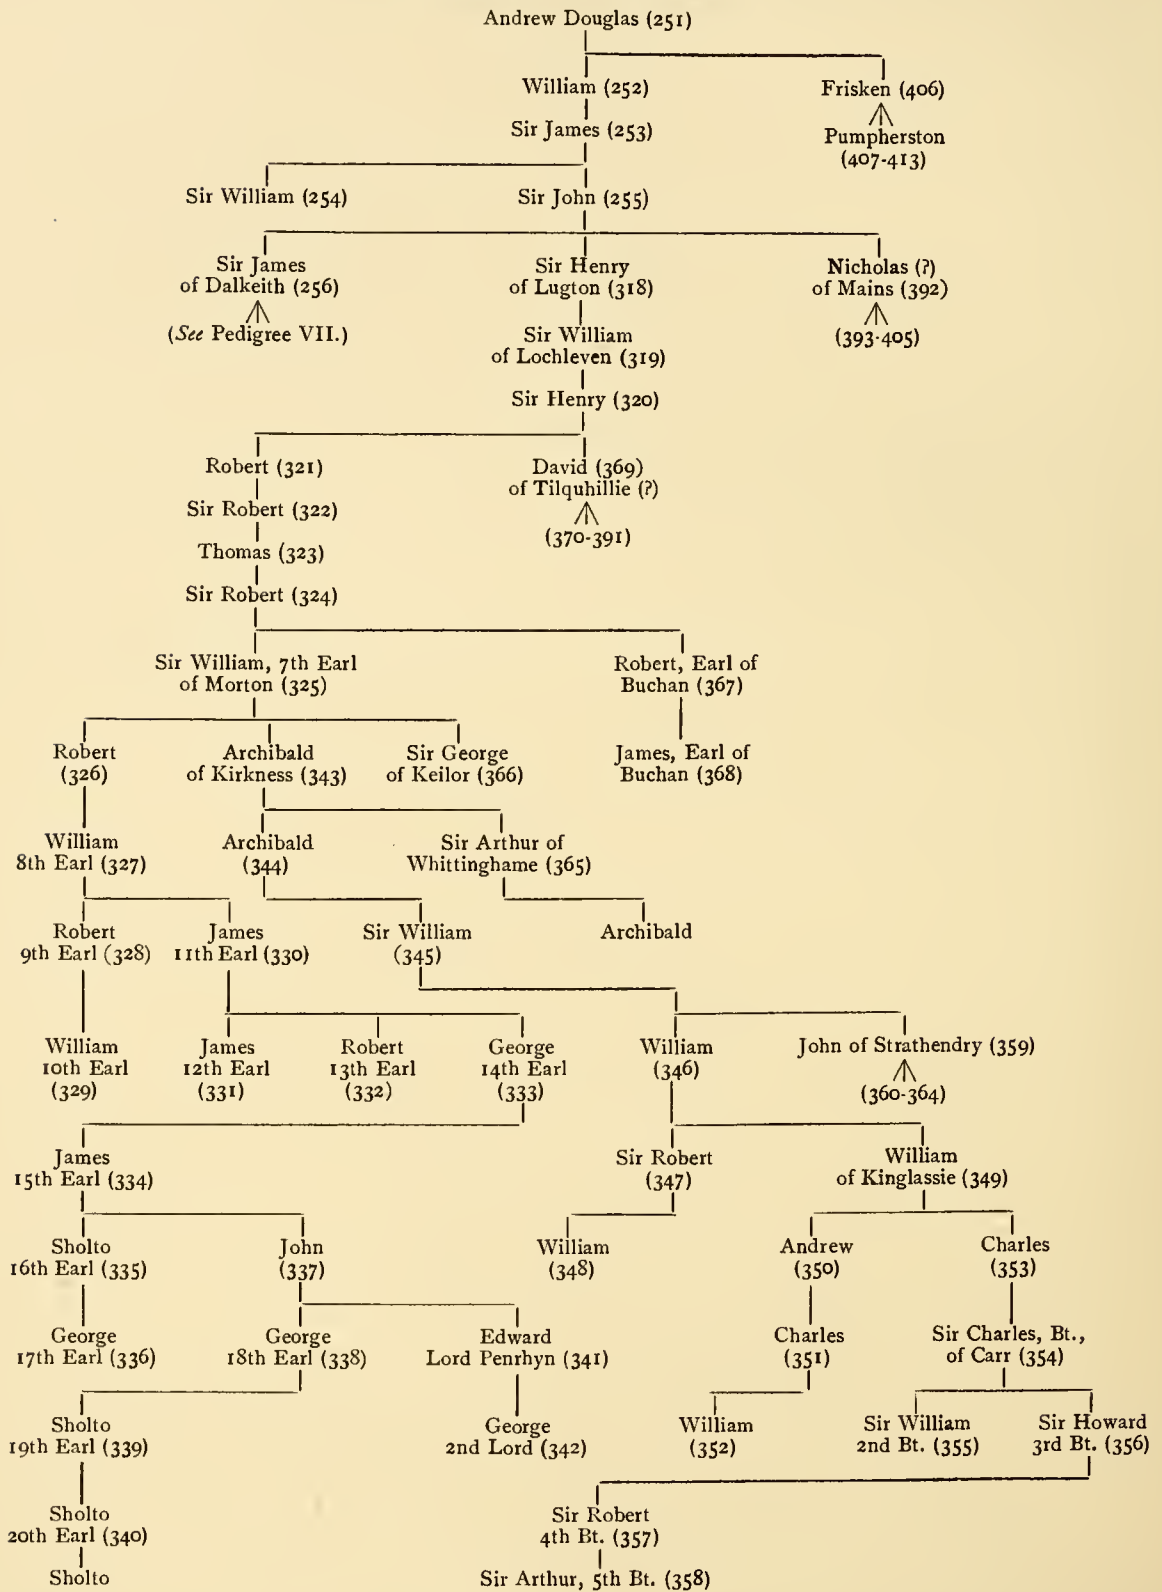 Andrew Douglas (251)
William (252)
Frisken (406)
Sir James (253)
Pumpherston
(407-413)
Sir William (254)
Sir John (255)
Sir James
of Dalkeith (256)
(See Pedigree VII.)
Sir Henry
of Lugton (318)
Nicholas (?)
of Mains (392)
(393-405)
Sir William
of Lochleven (319)
Sir Henry (320)
Robert (321)
David (369)
of Tilquhillie (?)
(370-391)
Sir Robert (322)
Thomas (323)
Sir Robert (324)
Sir William, 7th Earl
of Morton (325)
Robert, Earl of
Buchan (367)
Robert
(326)
Archibald
of Kirkness (343)
Sir George
of Keilor (366)
James, Earl of
Buchan (368)
William
8th Earl (327)
Archibald
(344)
Sir Arthur of
Whittinghame (365)
Robert
9th Earl (328)
James
11th Earl (330)
Sir William
(345)
Archibald
William
10th Earl
(329)
James
12th Earl
(331)
Robert
13th Earl
(332)
George
14th Earl
(333)
William
(346)
John of Strathendry (359)
(360-364)
James
15th Earl (334)
Sir Robert
(347)
William
of Kinglassie (349)
Sholto
16th Earl (335)
John
(337)
William
(348)
Andrew
(350)
Charles
(353)
George
17th Earl (336)
George
18th Earl (338)
Edward
Lord Penrhyn (341)
Charles
(351)
Sir Charles, Bt.,
of Carr (354)
Sholto
19th Earl (339)
George
2nd Lord (342)
William
(352)
Sir William
2nd Bt. (355)
Sir Howard
3rd Bt. (356)
Sholto
20th Earl (340)
Sir Robert
4th Bt. (357)
Sholto
Sir Arthur, 5th Bt. (358)